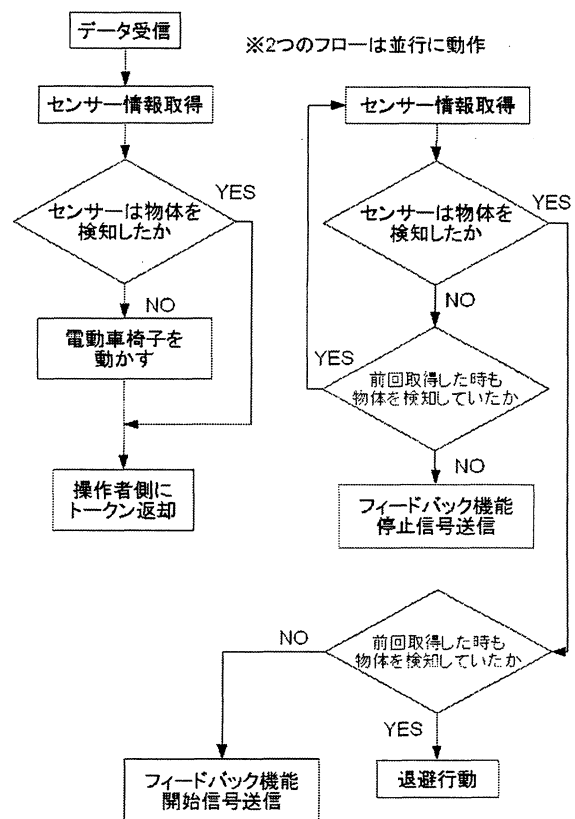 データ受信
※2つのフローは並行に動作
センサー情報取得
センサーは物体を
検知したか
YES
NO
電動車椅子を
動かす
操作者側に
トークン返却
センサー情報取得
センサーは物体を
検知したか
YES
NO
YES
前回取得した時も
物体を検知していたか
NO
フィードバック機能
停止信号送信
NO
前回取得した時も
物体を検知していたか
YES
フィードバック機能
開始信号送信
退避行動